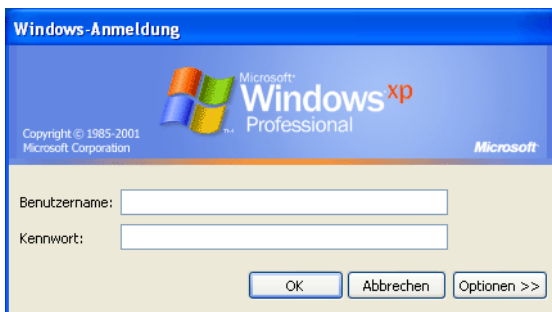 Windows-Anmeldung
Microsoft®
Windows xp
Professional
Copyright © 1985-2001
Microsoft Corporation
Microsoft
Benutzername:
Kennwort:
OK Abbrechen Optionen >>